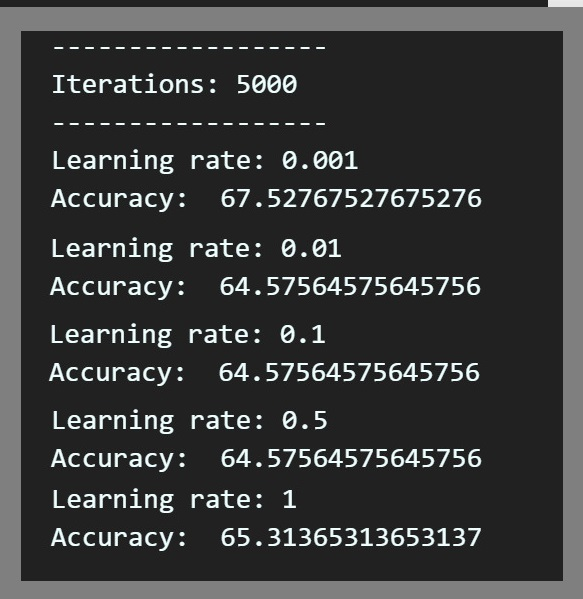 ------------------
Iterations: 5000
------------------
Learning rate: 0.001
Accuracy:  67.52767527675276
Learning rate: 0.01
Accuracy:  64.57564575645756
Learning rate: 0.1
Accuracy:  64.57564575645756
Learning rate: 0.5
Accuracy:  64.57564575645756
Learning rate: 1
Accuracy:  65.31365313653137